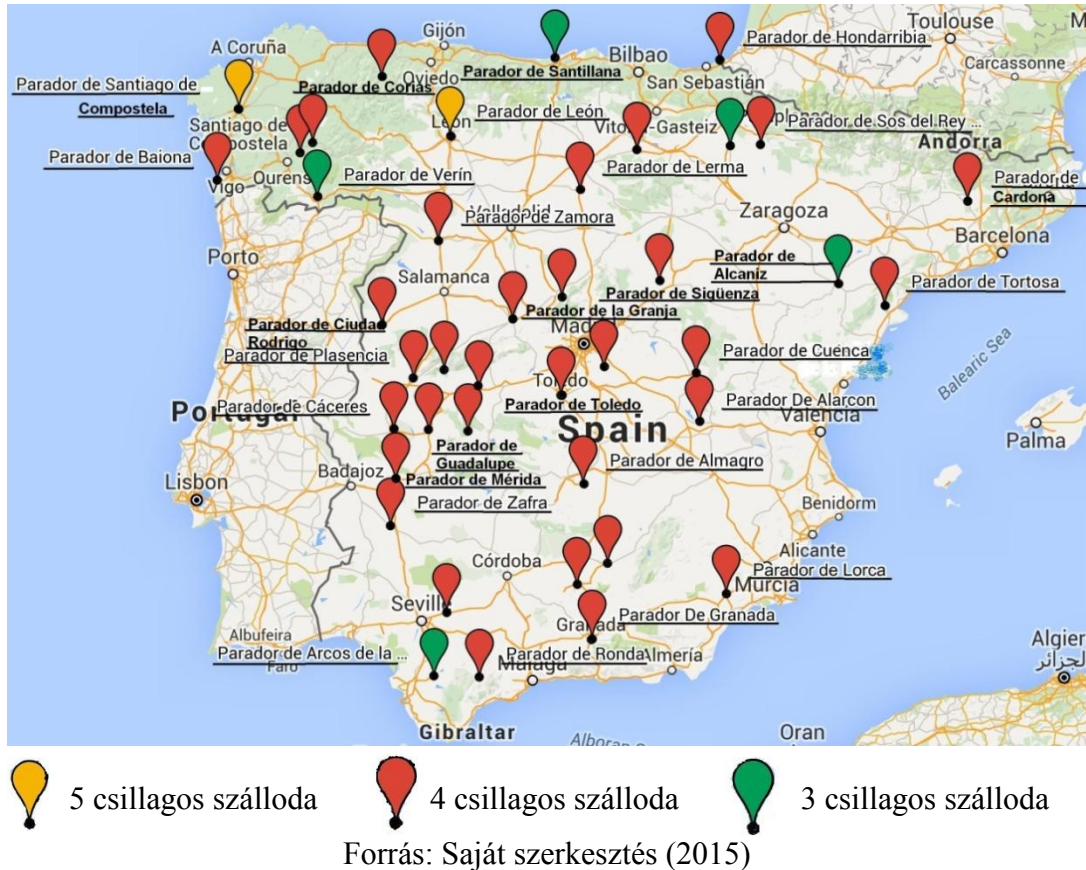 Gijón
Toulouse
A Coruña
Bilbao
Parador de Hondarribia
Oviedo
Carcassonne
Parador de Santillana
San Sebastián
Parador de Santiago de
Compostela
Parador de Corias
Parador de León
León
Vitoria-Gasteiz
Parador de Sos del Rey ...
Santiago de
Compostela
Andorra
Parador de Baiona
Vigo
Ourense
Parador de Verín
Parador de Lerma
Parador de
Cardona
Valladolid
Parador de Zamora
Zaragoza
Barcelona
Porto
Salamanca
Parador de
Alcaníz
Parador de Tortosa
Parador de Sigüenza
Parador de la Granja
Parador de Ciudad
Rodrigo
Parador de Plasencia
Parador de Cuenca
Balearic Sea
Toledo
Parador de Cáceres
Parador de Toledo
Parador De Alarcon
Portugal
Spain
Valencia
Palma
Parador de
Guadalupe
Parador de Almagro
Parador de Mérida
Badajoz
Lisbon
Parador de Zafra
Benidorm
Córdoba
Alicante
Parador de Lorca
Murcia
Seville
Parador De Granada
Granada
Albufeira
Faro
Parador de Arcos de la ...
Parador de Ronda
Málaga
Almería
Algier
الجزائر
Gibraltar
Oran
5 csillagos szálloda
4 csillagos szálloda
3 csillagos szálloda
Forrás: Saját szerkesztés (2015)